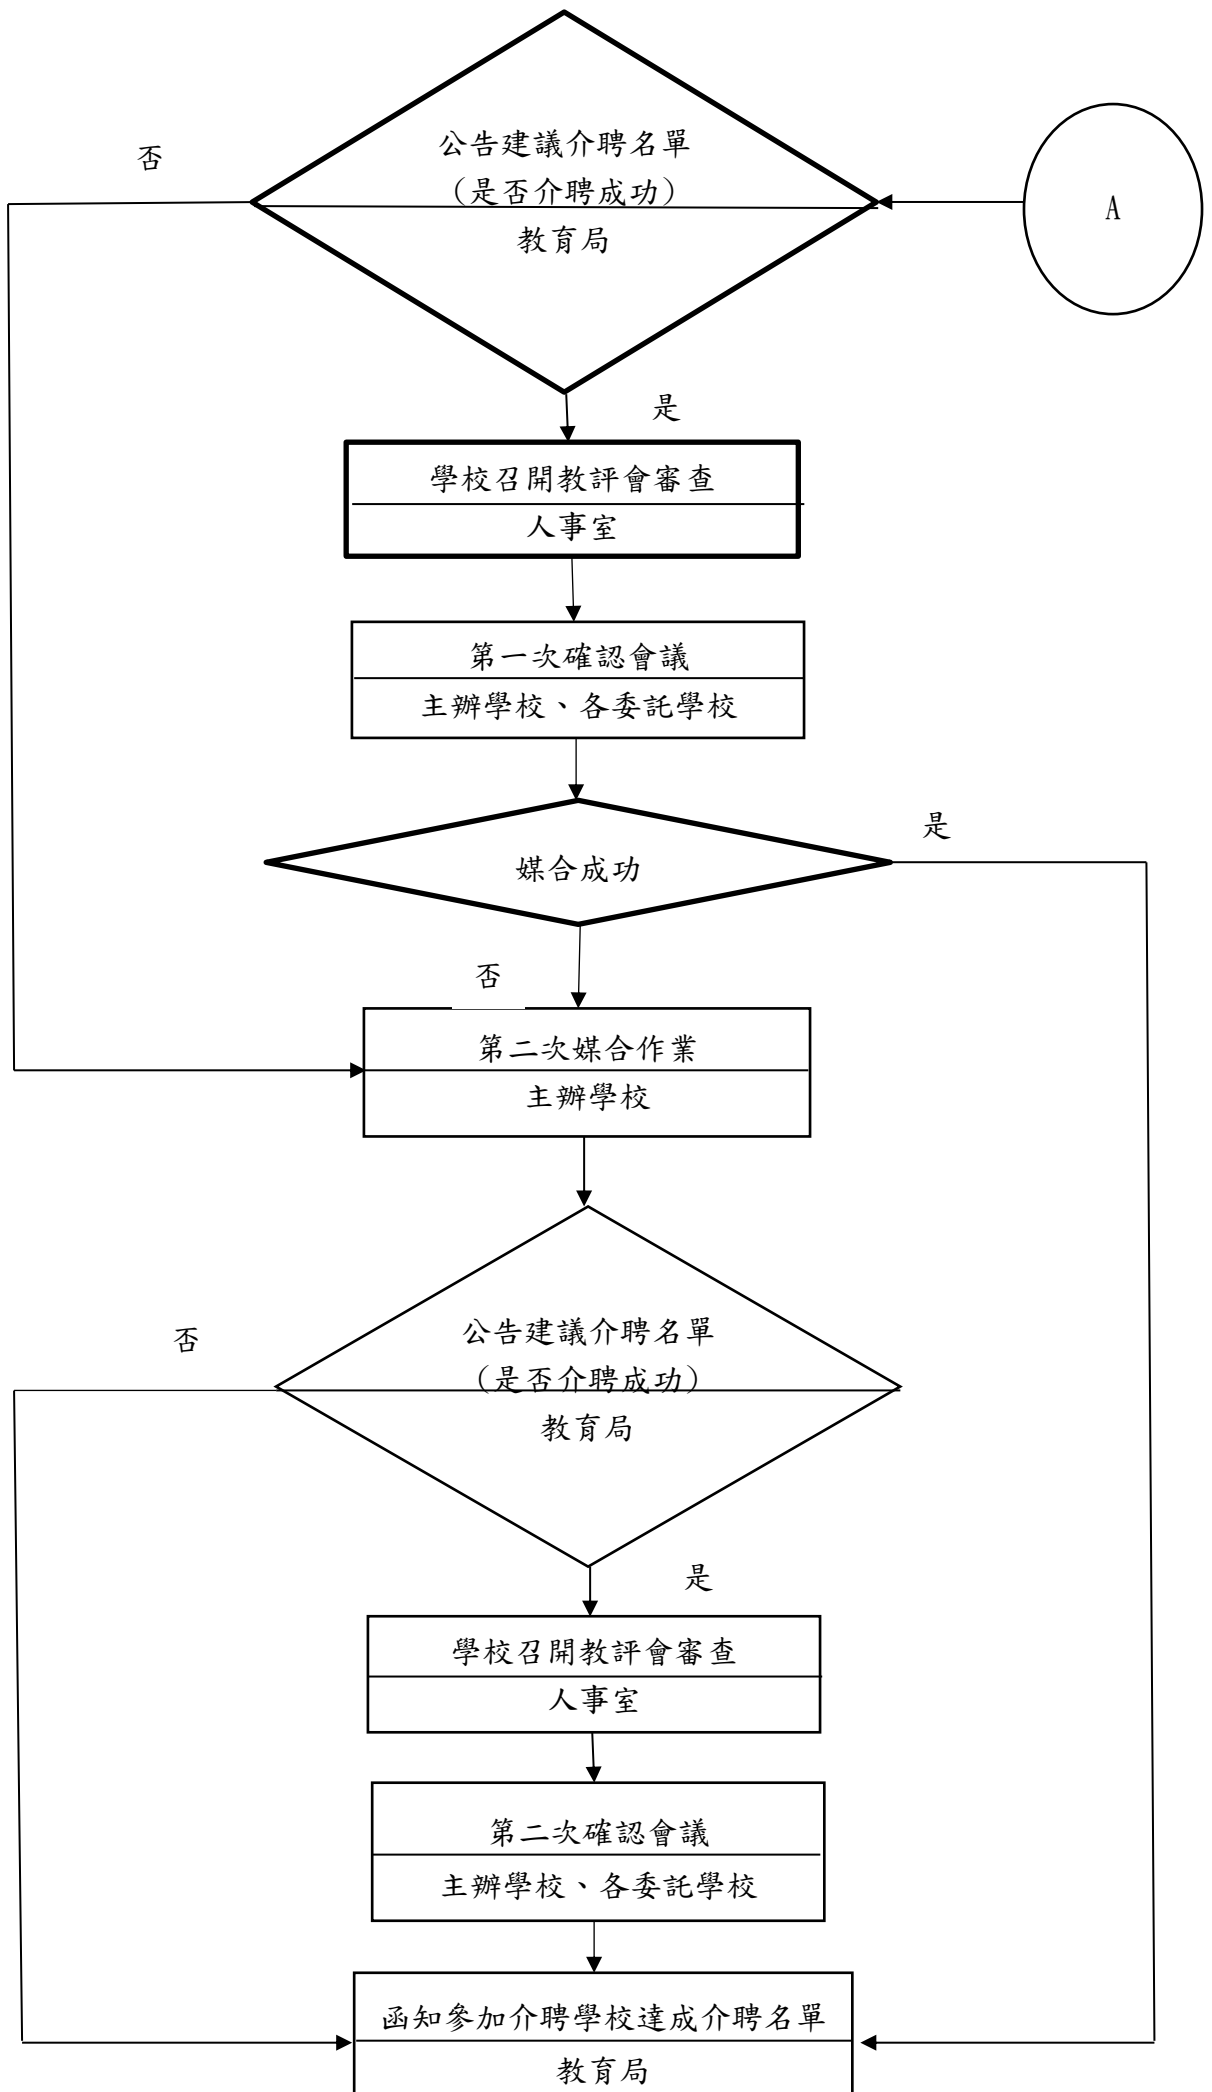 公告建議介聘名單
（是否介聘成功）
教育局
否
A
是
學校召開教評會審查
人事室
第一次確認會議
主辦學校、各委託學校
是
媒合成功
否
第二次媒合作業
主辦學校
公告建議介聘名單
（是否介聘成功）
教育局
否
是
學校召開教評會審查
人事室
第二次確認會議
主辦學校、各委託學校
函知參加介聘學校達成介聘名單
教育局